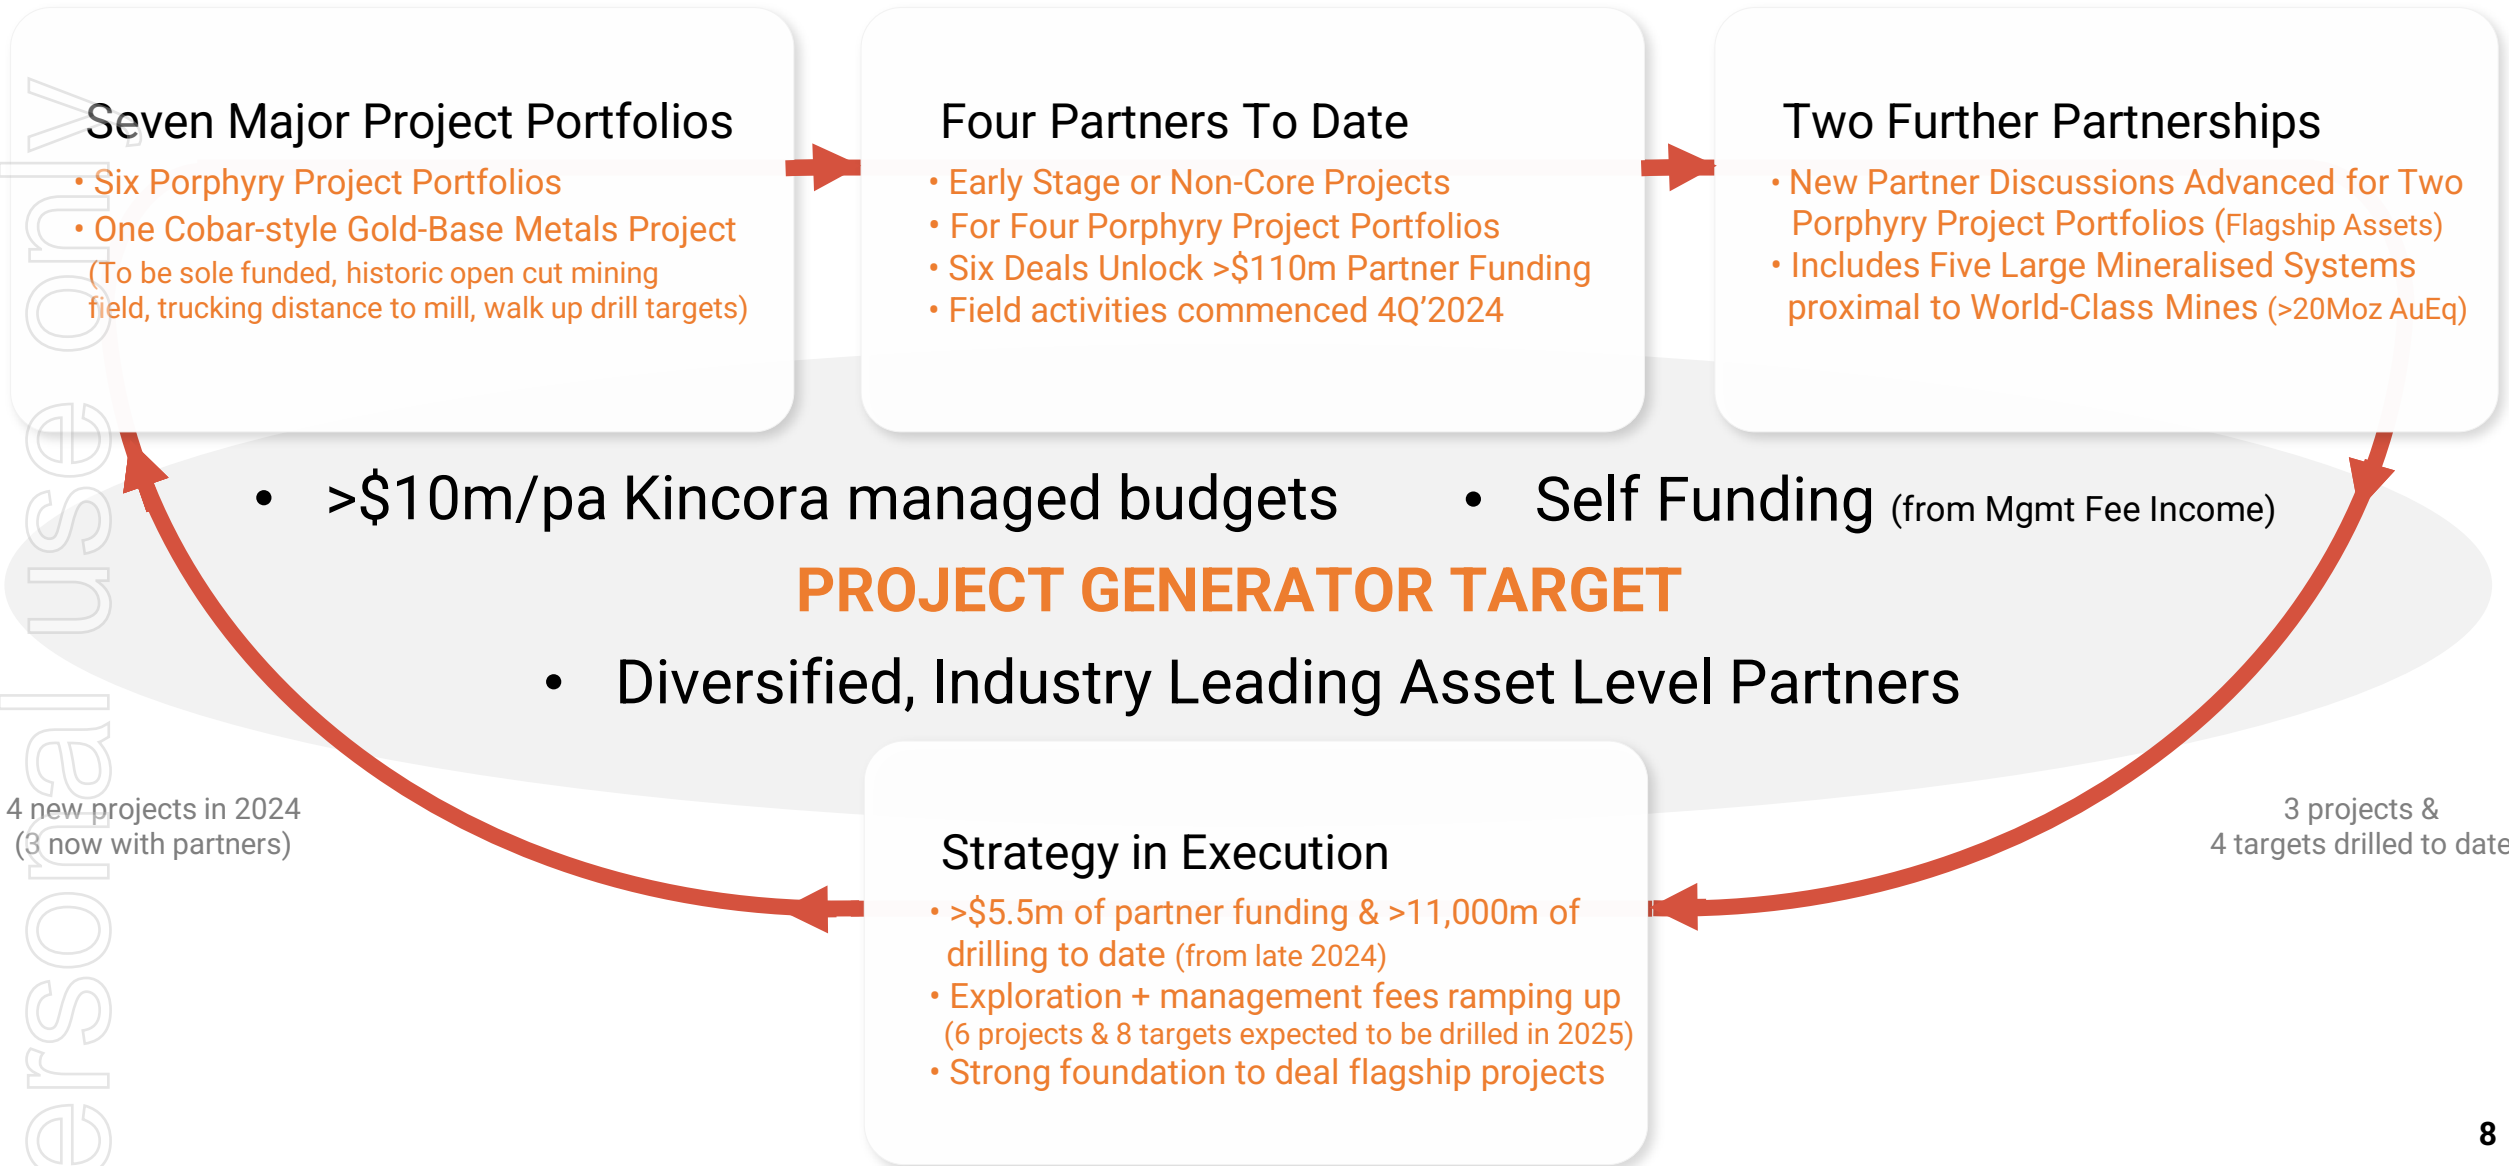 Seven Major Project Portfolios
• Six Porphyry Project Portfolios
• One Cobar-style Gold-Base Metals Project
(To be sole funded, historic open cut mining
field, trucking distance to mill, walk up drill targets)
Four Partners To Date
• Early Stage or Non-Core Projects
• For Four Porphyry Project Portfolios
• Six Deals Unlock >$110m Partner Funding
• Field activities commenced 4Q’2024
Two Further Partnerships
• New Partner Discussions Advanced for Two
Porphyry Project Portfolios (Flagship Assets)
• Includes Five Large Mineralised Systems
proximal to World-Class Mines (>20Moz AuEq)
• >$10m/pa Kincora managed budgets
• Self Funding (from Mgmt Fee Income)
PROJECT GENERATOR TARGET
• Diversified, Industry Leading Asset Level Partners
4 new projects in 2024
(3 now with partners)
3 projects &
4 targets drilled to date
Strategy in Execution
• >$5.5m of partner funding & >11,000m of
drilling to date (from late 2024)
• Exploration + management fees ramping up
(6 projects & 8 targets expected to be drilled in 2025)
• Strong foundation to deal flagship projects
8
ersonal use only